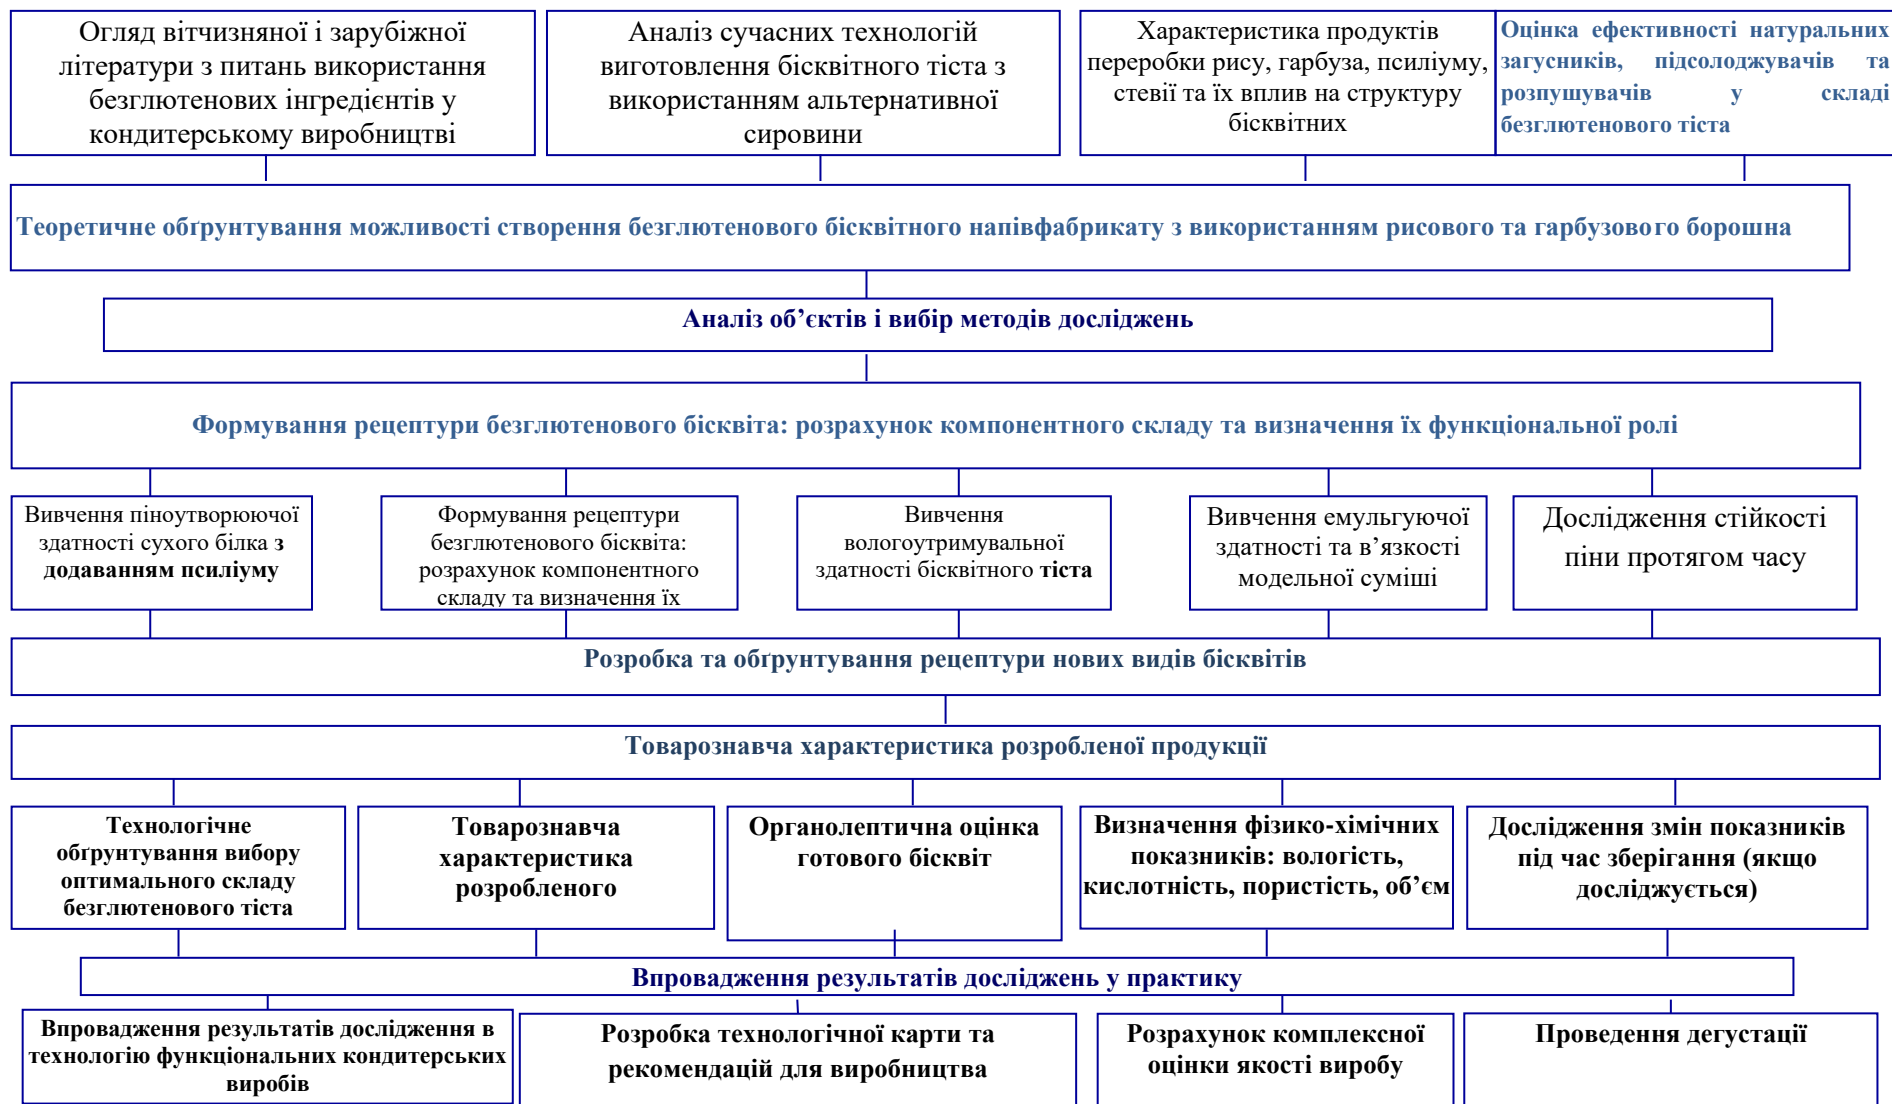 Огляд вітчизняної і зарубіжної
літератури з питань використання
безглютенових інгредієнтів у
кондитерському виробництві
Аналіз сучасних технологій
виготовлення бісквітного тіста з
використанням альтернативної
сировини
Характеристика продуктів
переробки рису, гарбуза, псиліуму,
стевії та їх вплив на структуру
бісквітних
Оцінка ефективності натуральних
загусників, підсолоджувачів та
розпушувачів у складі
безглютенового тіста
Теоретичне обґрунтування можливості створення безглютенового бісквітного напівфабрикату з використанням рисового та гарбузового борошна
Аналіз об’єктів і вибір методів досліджень
Формування рецептури безглютенового бісквіта: розрахунок компонентного складу та визначення їх функціональної ролі
Вивчення піноутворюючої
здатності сухого білка з
додаванням псиліуму
Формування рецептури
безглютенового бісквіта:
розрахунок компонентного
складу та визначення їх
Вивчення
вологоутримувальної
здатності бісквітного тіста
Вивчення емульгуючої
здатності та в’язкості
модельної суміші
Дослідження стійкості
піни протягом часу
Розробка та обґрунтування рецептури нових видів бісквітів
Товарознавча характеристика розробленої продукції
Технологічне
обґрунтування вибору
оптимального складу
безглютенового тіста
Товарознавча
характеристика
розробленого
Органолептична оцінка
готового бісквіт
Визначення фізико-хімічних
показників: вологість,
кислотність, пористість, об’єм
Дослідження змін показників
під час зберігання (якщо
досліджується)
Впровадження результатів досліджень у практику
Впровадження результатів дослідження в
технологію функціональних кондитерських
виробів
Розробка технологічної карти та
рекомендацій для виробництва
Розрахунок комплексної
оцінки якості виробу
Проведення дегустації